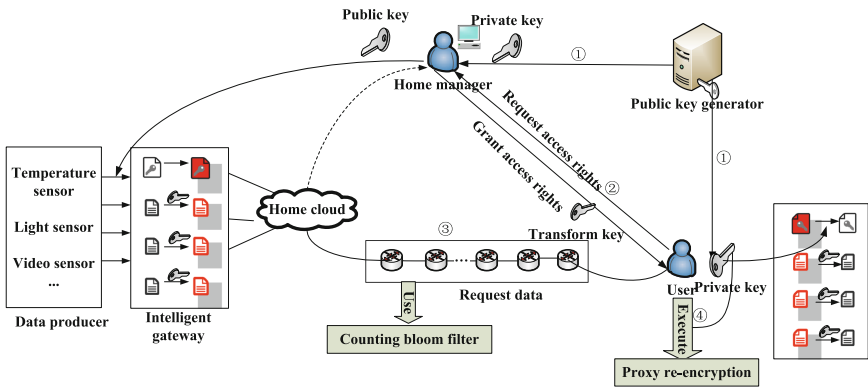 Public key
Private key
①
Home manager
Public key generator
Request access rights
Grant access rights
②
①
Temperature
sensor
Light sensor
Video sensor
...
Data producer
Intelligent
gateway
Home cloud
③
Transform key
...
Request data
User
Private key
Use
Counting bloom filter
④
Execute
Proxy re-encryption